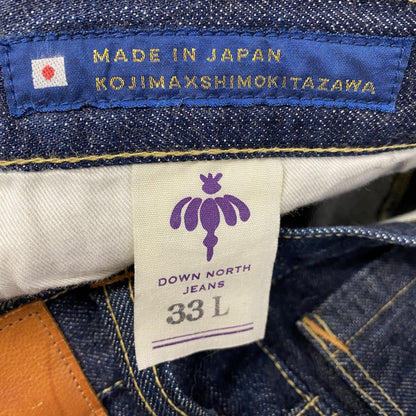 MADE IN JAPAN
KOJIMAXSHIMOKITAZAWA
DOWN NORTH
JEANS
33 L